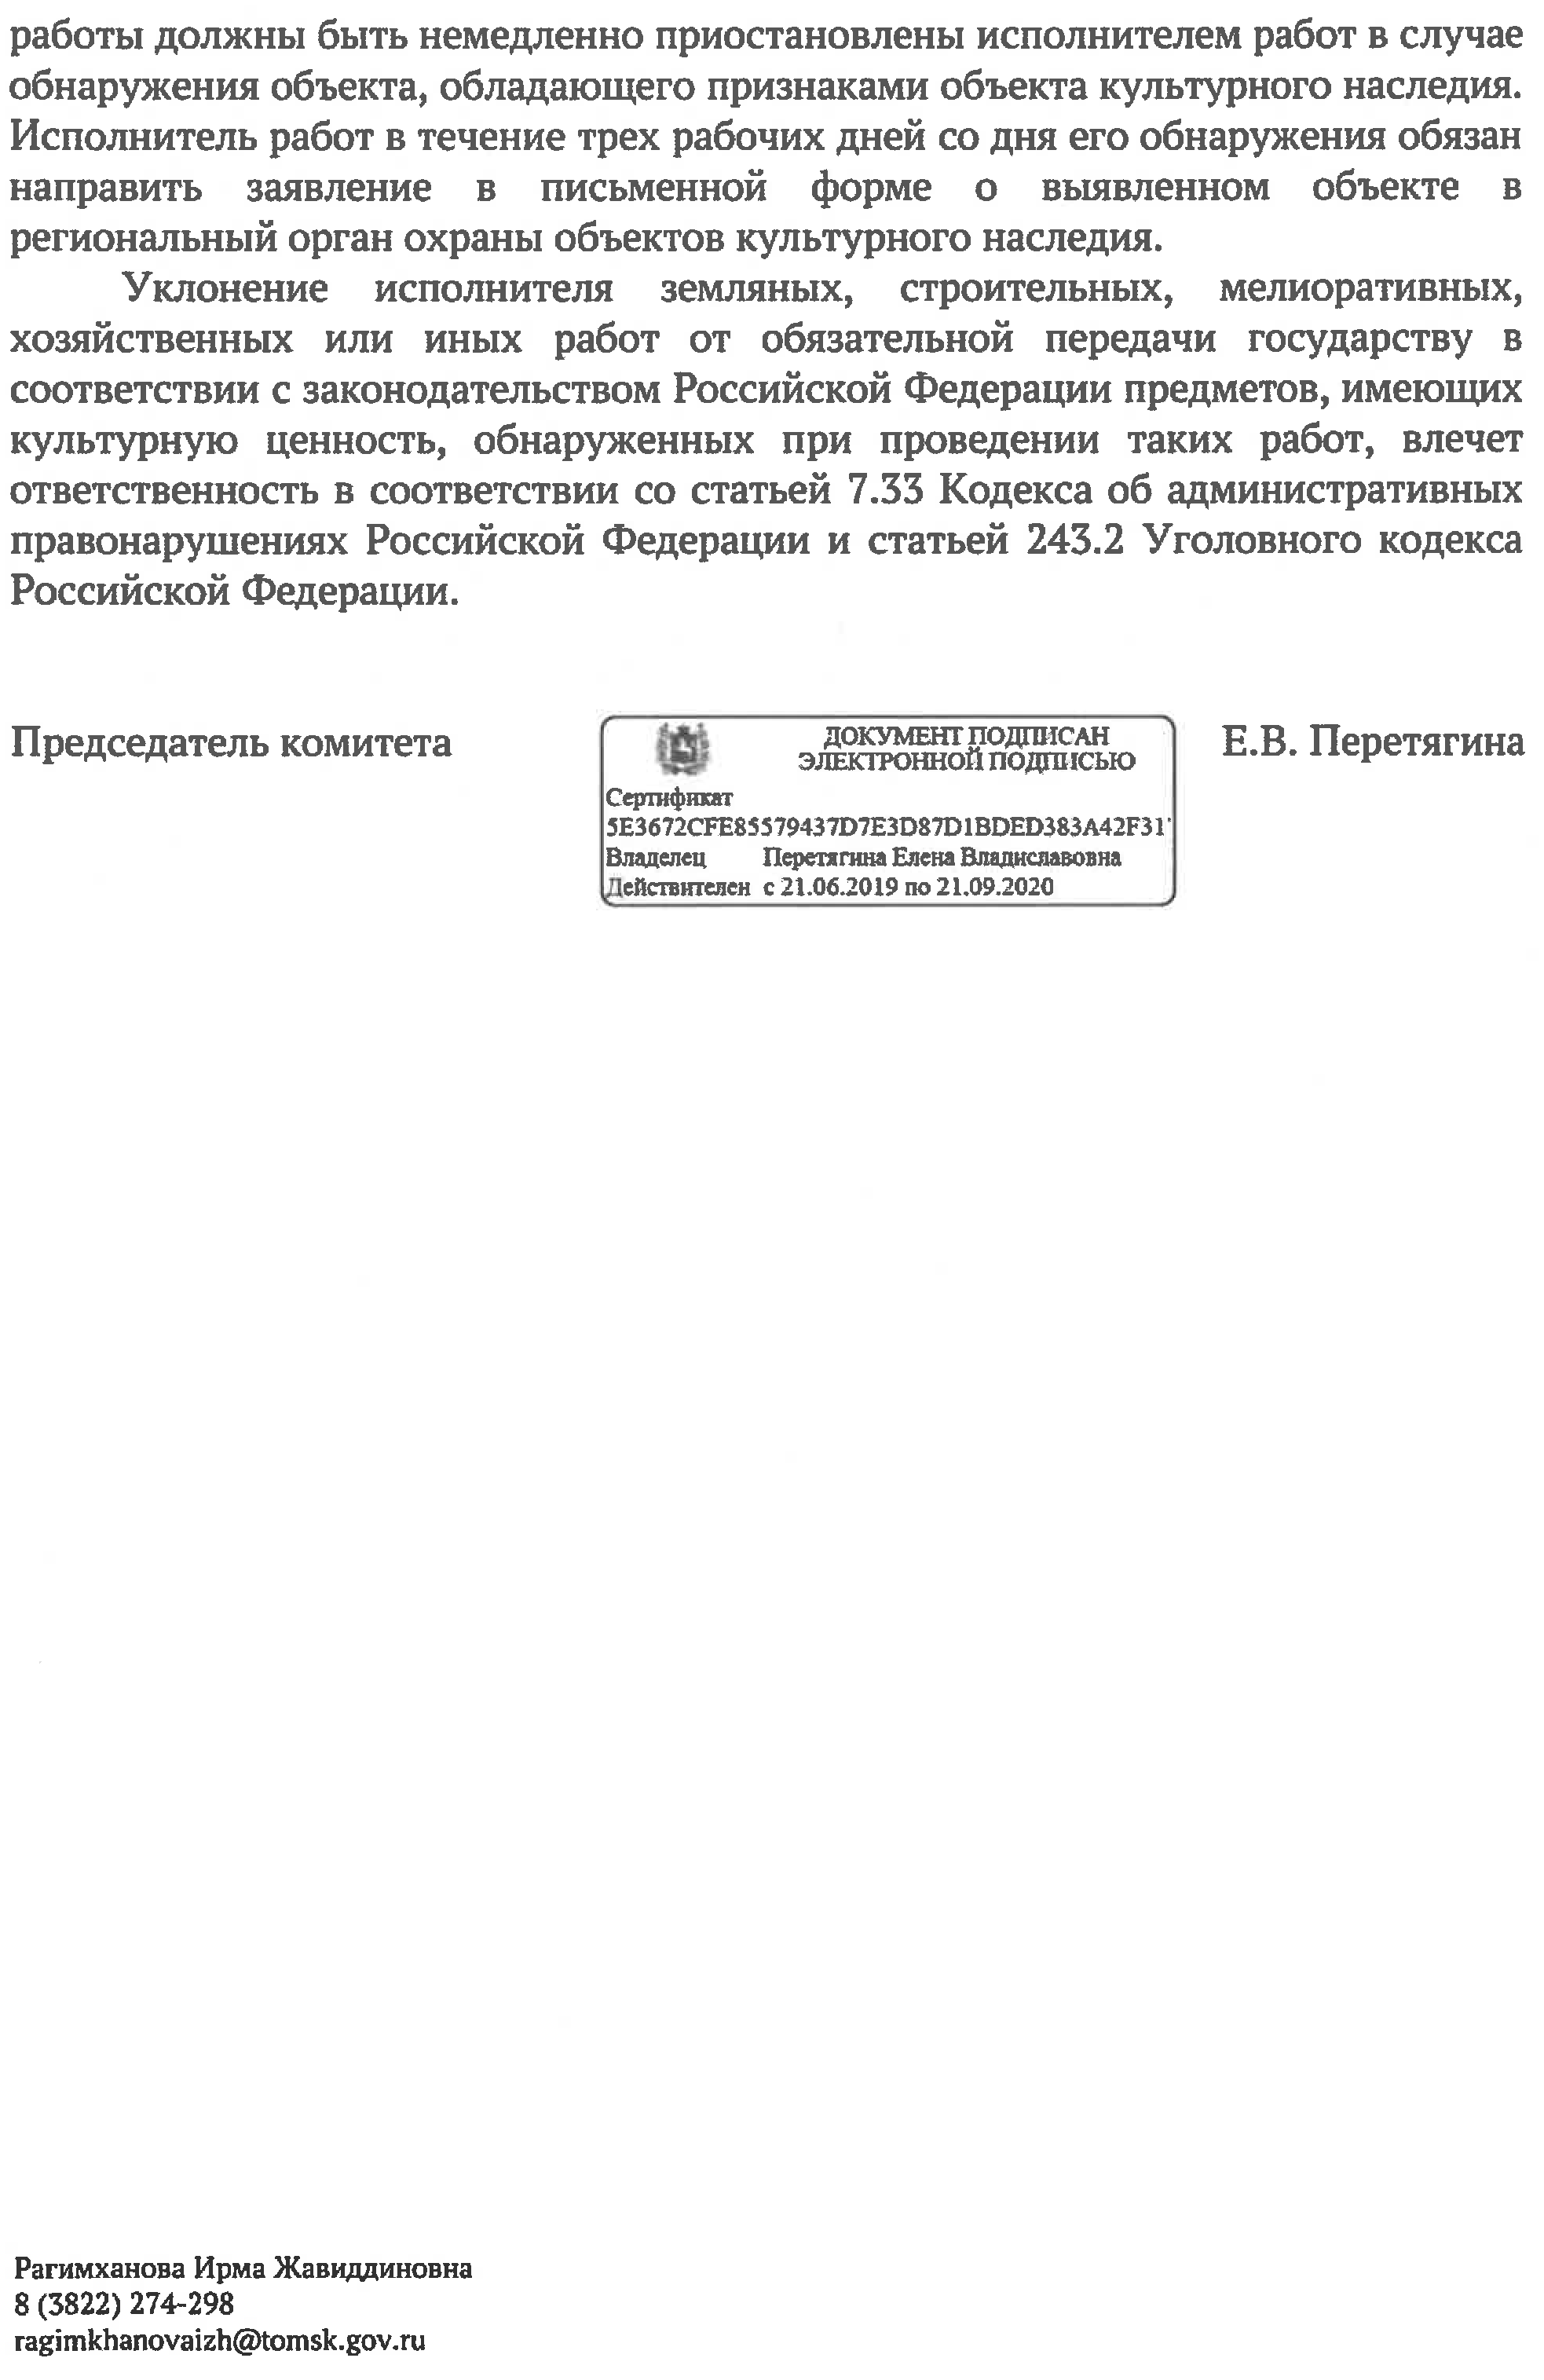 работы должны быть немедленно приостановлены исполнителем работ в случае
обнаружения объекта, обладающего признаками объекта культурного наследия.
Исполнитель работ в течение трех рабочих дней со дня его обнаружения обязан
направить заявление в письменной форме о выявленном объекте в
региональный орган охраны объектов культурного наследия.
Уклонение исполнителя земляных, строительных, мелиоративных,
хозяйственных или иных работ от обязательной передачи государству в
соответствии с законодательством Российской Федерации предметов, имеющих
культурную ценность, обнаруженных при проведении таких работ, влечет
ответственность в соответствии со статьей 7.33 Кодекса об административных
правонарушениях Российской Федерации и статьей 243.2 Уголовного кодекса
Российской Федерации.
Председатель комитета
ДОКУМЕНТ ПОДПИСАН
ЭЛЕКТРОННОЙ ПОДПИСЬЮ
Сертификат
5E3672CFE85579437D7E3D87D1BDED383A42F31
Владелец Перетягина Елена Владиславовна
Действителен с 21.06.2019 по 21.09.2020
Е.В. Перетягина
Рагимханова Ирма Жавиддиновна
8 (3822) 274-298
ragimkhanovaizh@tomsk.gov.ru